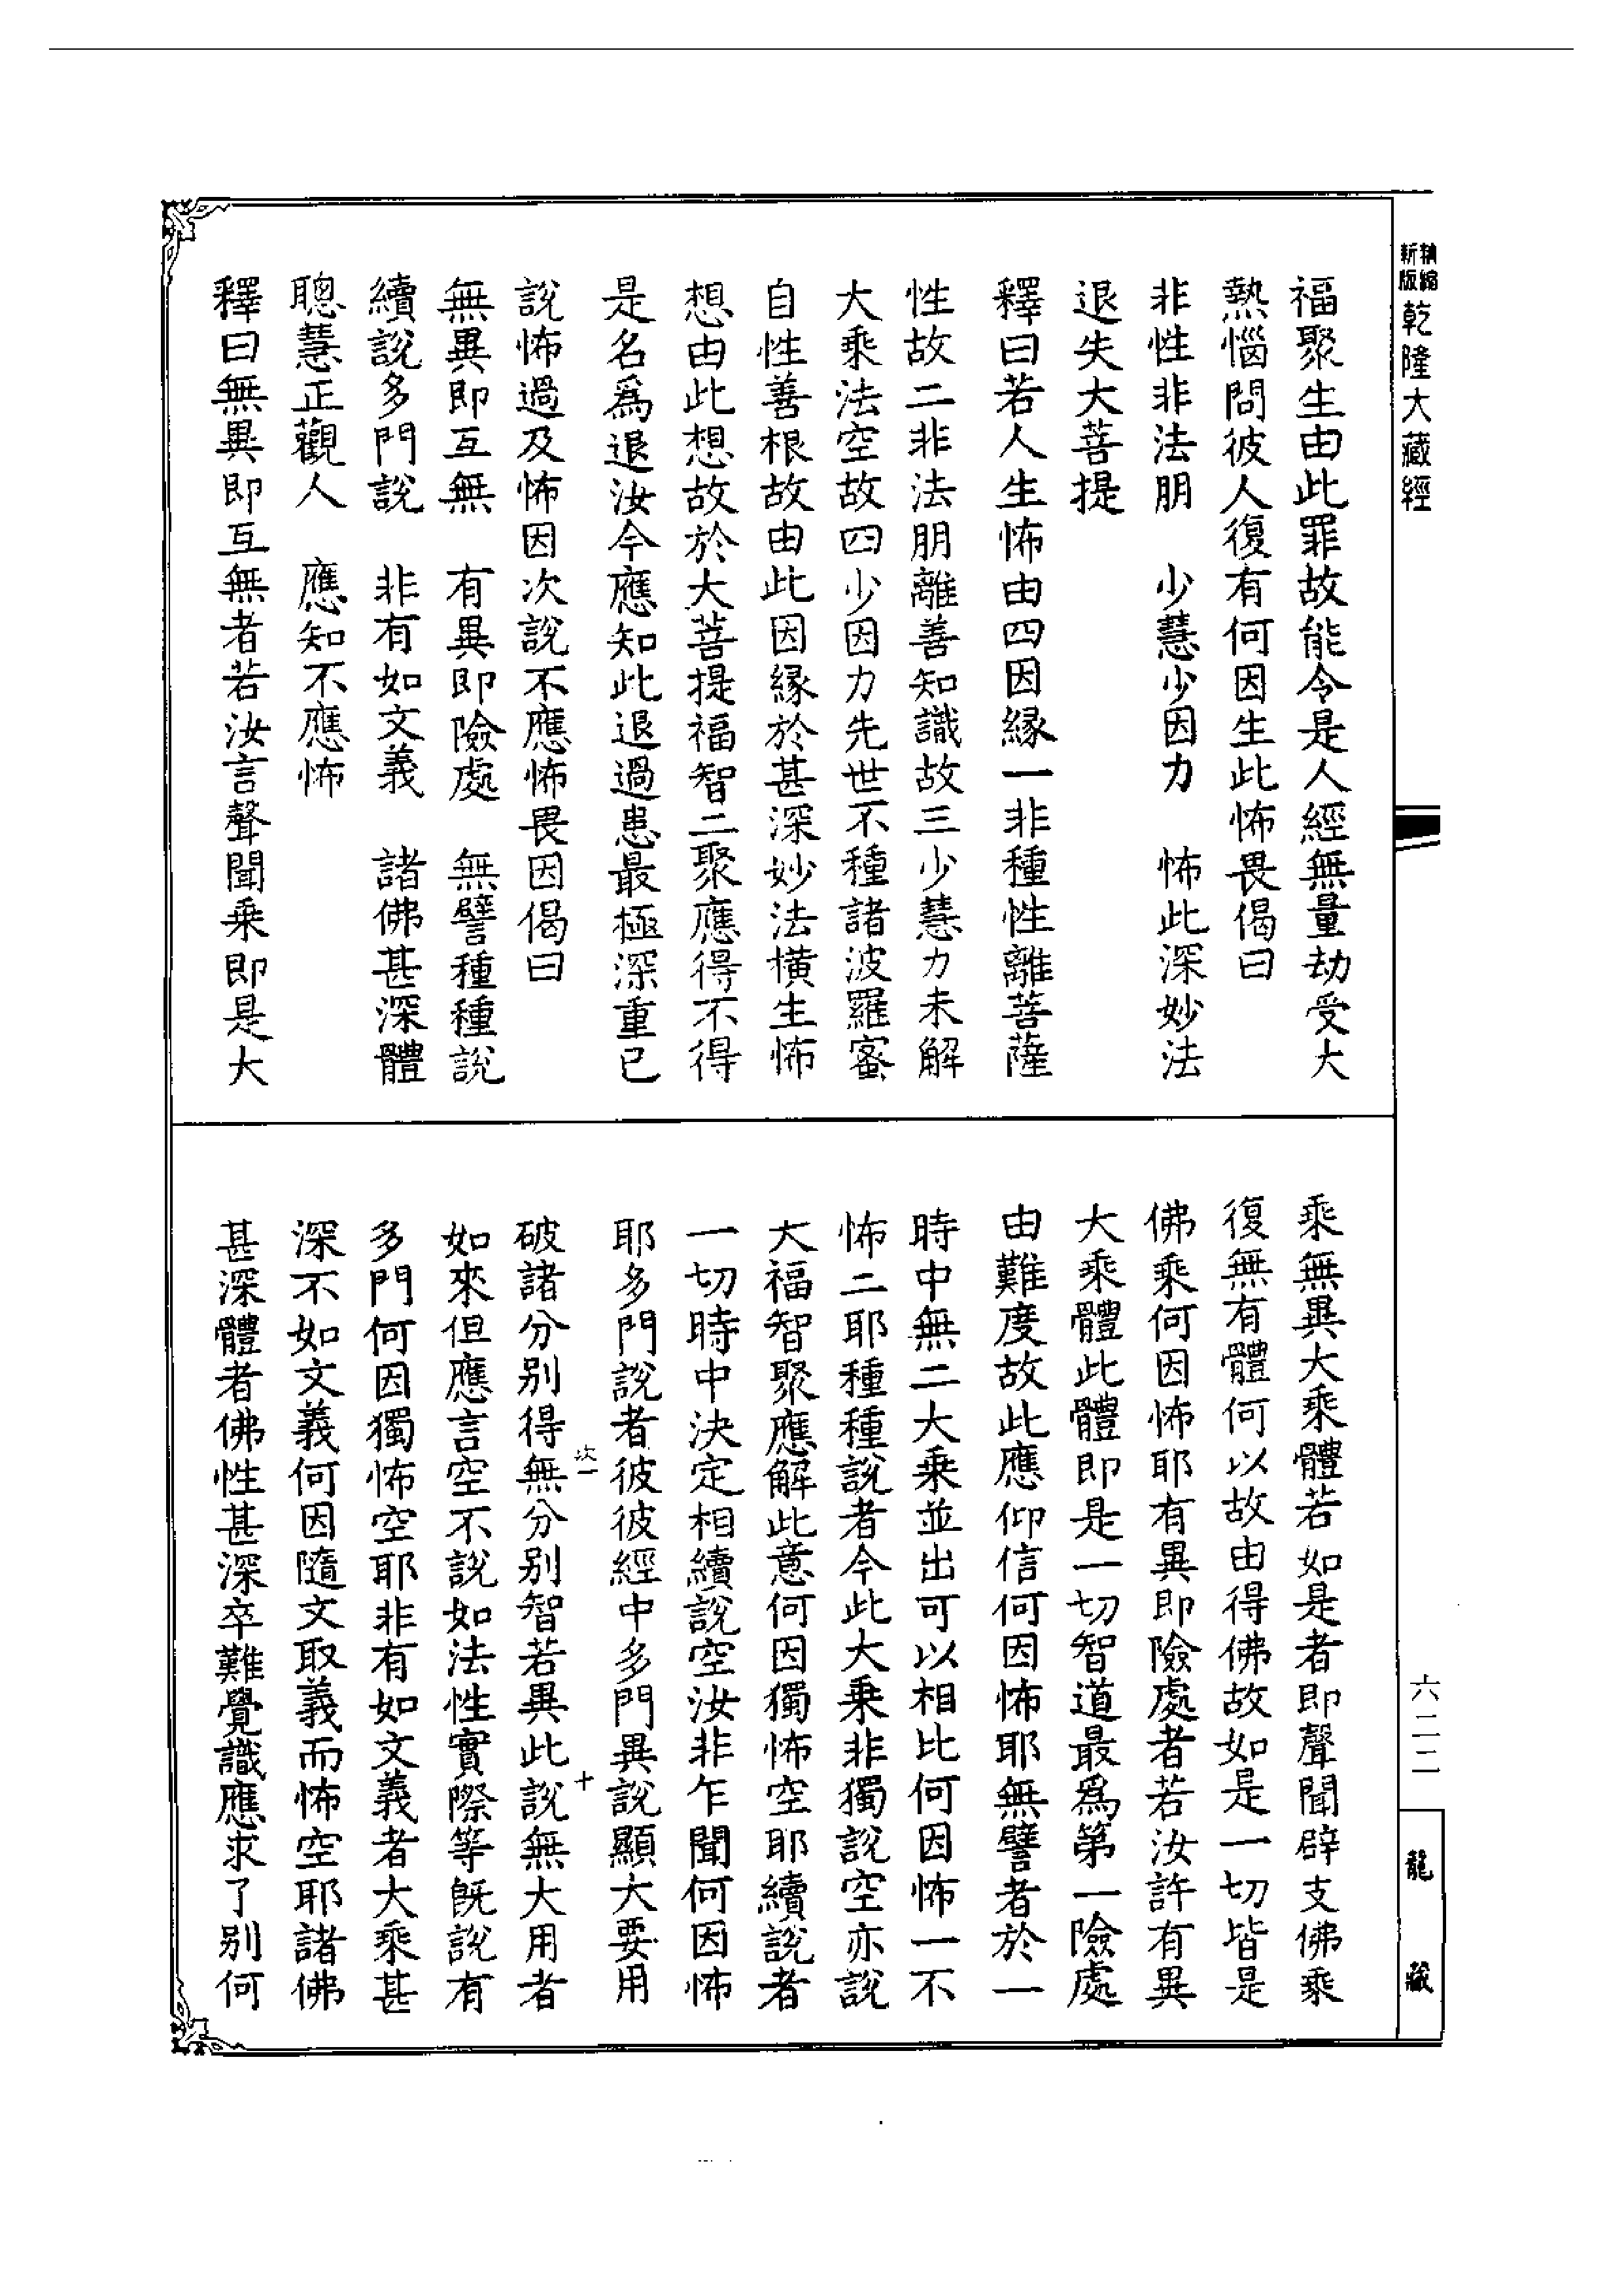 精縮新版乾隆大藏經
福聚生由此罪故能令是人經無量劫受大
熱惱問彼人復有何因生此怖畏偈曰
非性非法朋　少慧少因力　怖此深妙法
退失大菩提
釋曰若人生怖由四因緣一非種性離菩薩
性故二非法朋離善知識故三少慧力未解
大乘法空故四少因力先世不種諸波羅蜜
自性善根故由此因緣於甚深妙法橫生怖
想由此想故於大菩提福智二聚應得不得
是名爲退汝今應知此退過患最極深重已
說怖過及怖因次說不應怖畏因偈曰
無異即互無　有異即險處　無譬種種說
續說多門說　非有如文義　諸佛甚深體
聰慧正觀人　應知不應怖
釋曰無異即互無者若汝言聲聞乘即是大
乘無異大乘體若如是者即聲聞辟支佛乘
復無有體何以故由得佛故如是一切皆是
佛乘何因怖耶有異即險處者若汝許有異
大乘體此體即是一切智道最爲第一險處
由難度故此應仰信何因怖耶無譬者於一
時中無二大乘並出可以相比何因怖一不
怖二耶種種說者今此大乘非獨說空亦說
大福智聚應解此意何因獨怖空耶續說者
一切時中決定相續說空汝非乍聞何因怖
耶多門說者彼彼經中多門異說顯大要用
次一　十
破諸分別得無分別智若異此說無大用者
如來但應言空不說如法性實際等旣說有
多門何因獨怖空耶非有如文義者大乘甚
深不如文義何因隨文取義而怖空耶諸佛
甚深體者佛性甚深卒難覺識應求了別何
六二二
龍藏